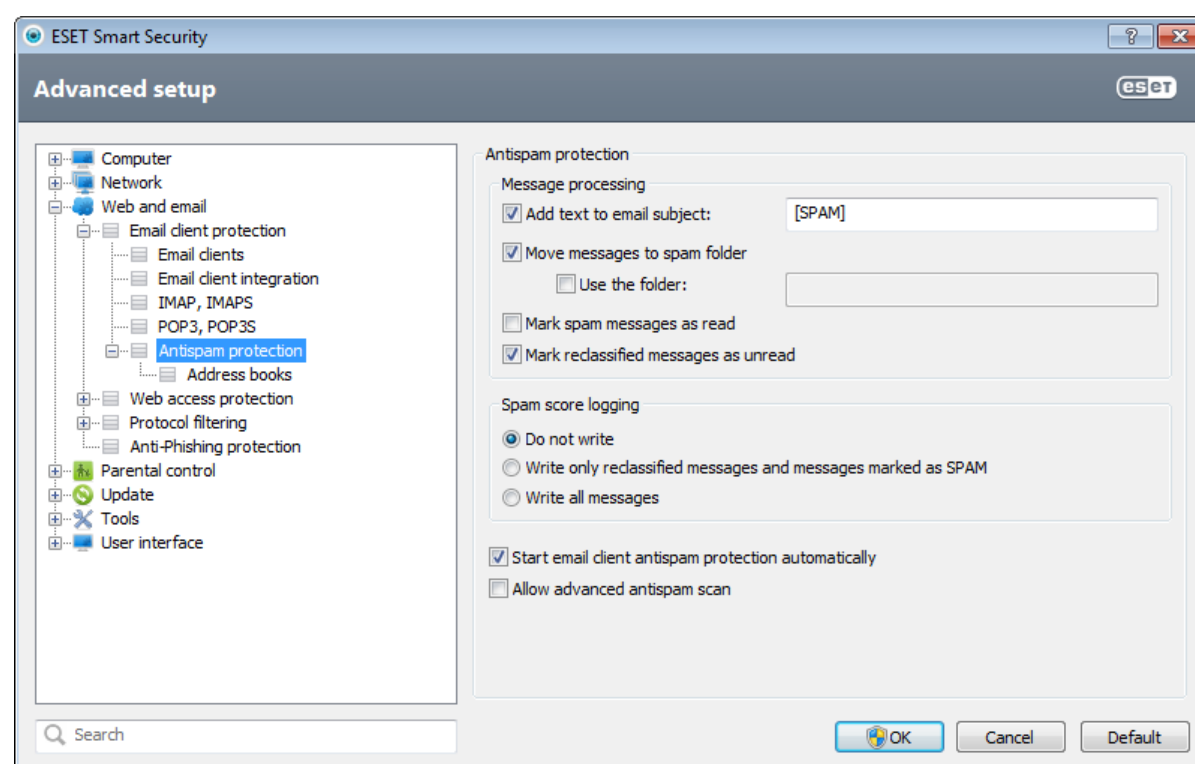 ESET Smart Security
?
Advanced setup
eseT
Computer
Network
Web and email
Email client protection
Email clients
Email client integration
IMAP, IMAPS
POP3, POP3S
Antispam protection
Address books
Web access protection
Protocol filtering
Anti-Phishing protection
Parental control
Update
Tools
User interface
Search
Antispam protection
Message processing
Add text to email subject: [SPAM]
Move messages to spam folder
Use the folder:
Mark spam messages as read
Mark reclassified messages as unread
Spam score logging
Do not write
Write only reclassified messages and messages marked as SPAM
Write all messages
Start email client antispam protection automatically
Allow advanced antispam scan
OK Cancel Default